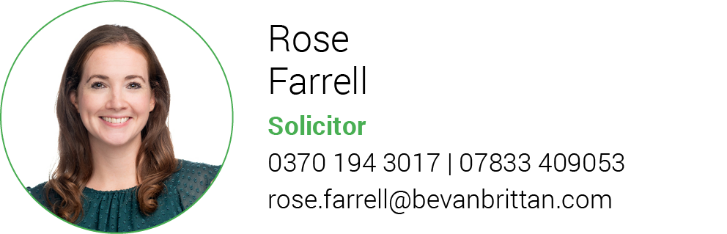 Rose
Farrell
Solicitor
0370 194 3017 | 07833 409053
rose.farrell@bevanbrittan.com